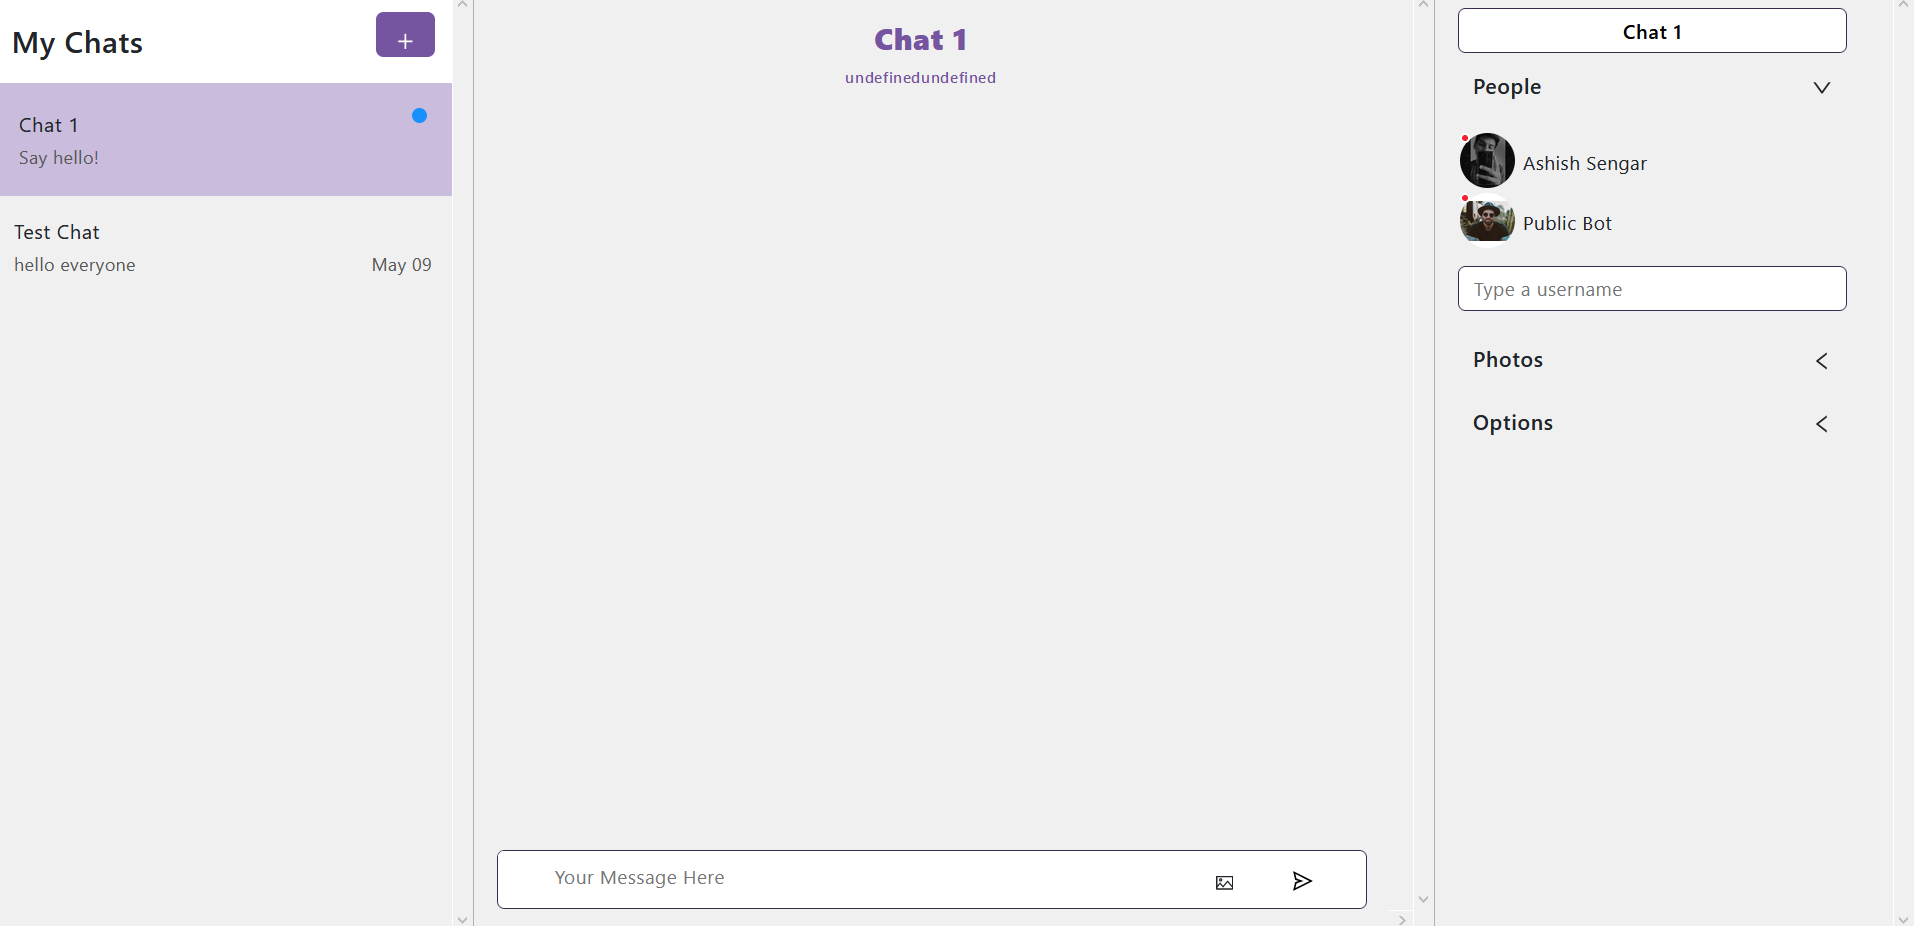 My Chats
+
Chat 1
Say hello!
Test Chat
hello everyone May 09
Chat 1
undefinedundefined
Your Message Here
Chat 1
People
Ashish Sengar
Public Bot
Type a username
Photos
Options